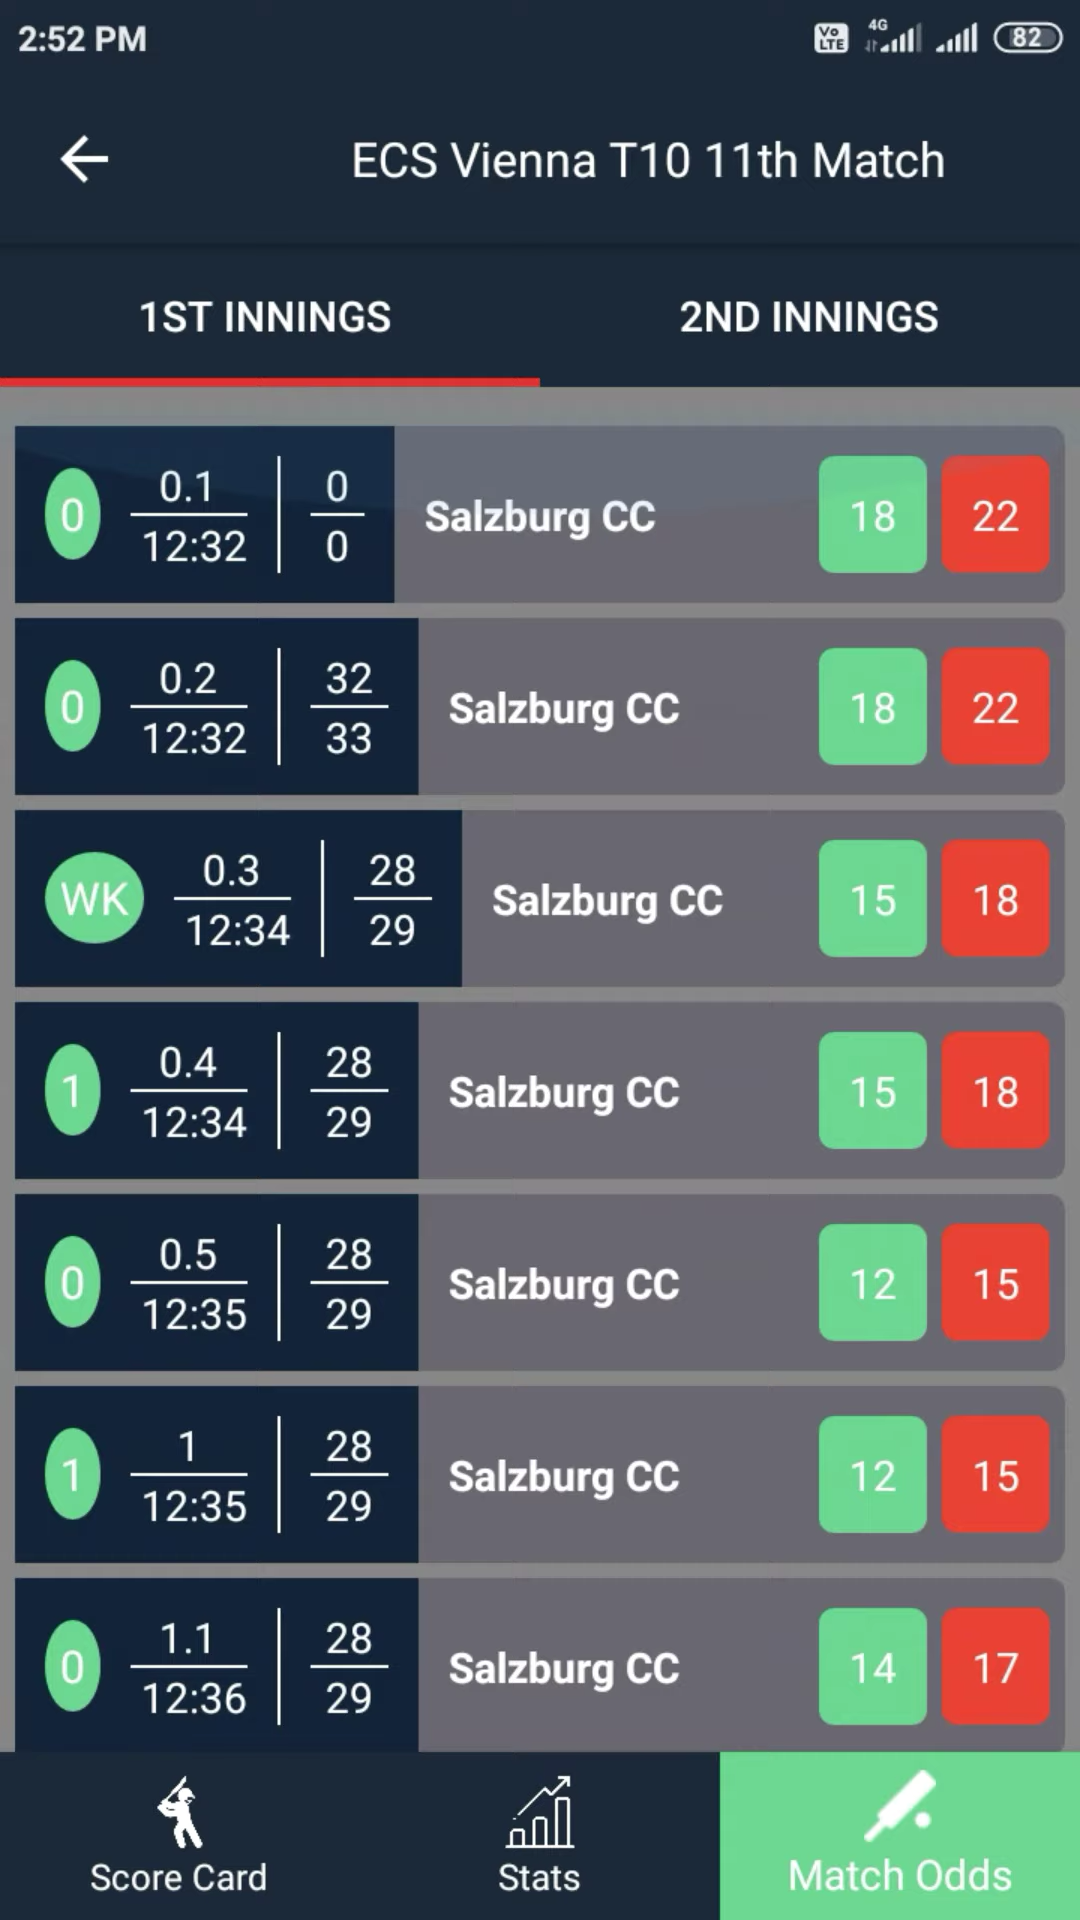 2:52 PM
Vo LTE 4G 82
ECS Vienna T10 11th Match
1ST INNINGS 2ND INNINGS
0 0.1 0 Salzburg CC 18 22
12:32 0
0 0.2 32 Salzburg CC 18 22
12:32 33
WK 0.3 28 Salzburg CC 15 18
12:34 29
1 0.4 28 Salzburg CC 15 18
12:34 29
0 0.5 28 Salzburg CC 12 15
12:35 29
1 1 28 Salzburg CC 12 15
12:35 29
0 1.1 28 Salzburg CC 14 17
12:36 29
Score Card Stats Match Odds